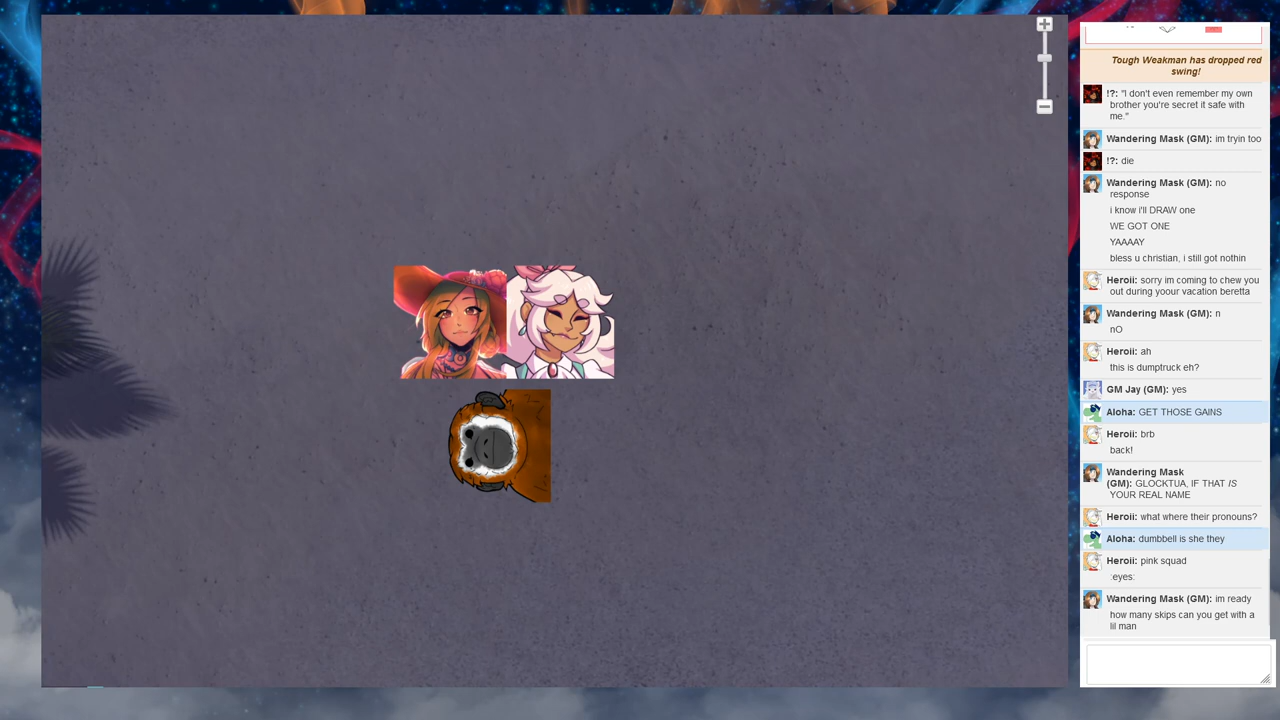 Tough Weakman has dropped red
swing!
!?: "I don't even remember my own
brother you're secret it safe with
me."
Wandering Mask (GM): im tryin too
!?: die
Wandering Mask (GM): no
response
i know i'll DRAW one
WE GOT ONE
YAAAAY
bless u christian, i still got nothin
Heroii: sorry im coming to chew you
out during yoour vacation beretta
Wandering Mask (GM): n
nO
Heroii: ah
this is dumptruck eh?
GM Jay (GM): yes
Aloha: GET THOSE GAINS
Heroii: brb
back!
Wandering Mask
(GM): GLOCKTUA, IF THAT IS
YOUR REAL NAME
Heroii: what where their pronouns?
Aloha: dumbbell is she they
Heroii: pink squad
:eyes:
Wandering Mask (GM): im ready
how many skips can you get with a
lil man